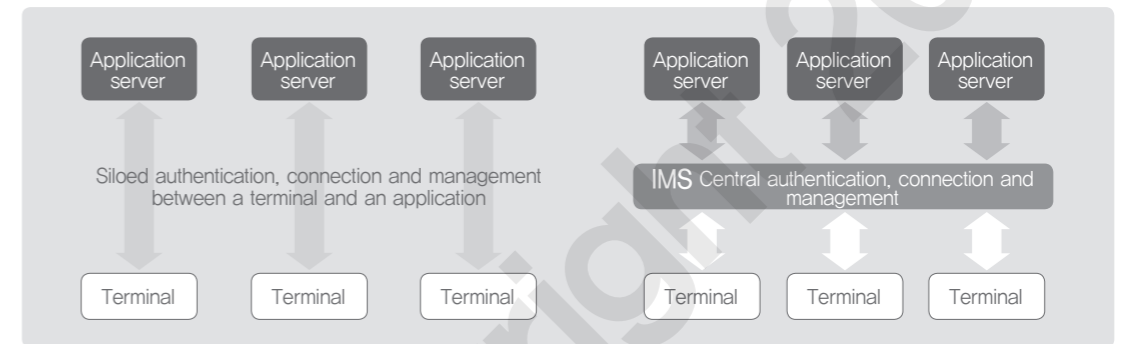 Application
server
Application
server
Application
server
Application
server
Application
server
Application
server
Siloed authentication, connection and management
between a terminal and an application
IMS Central authentication, connection and
management
Terminal
Terminal
Terminal
Terminal
Terminal
Terminal